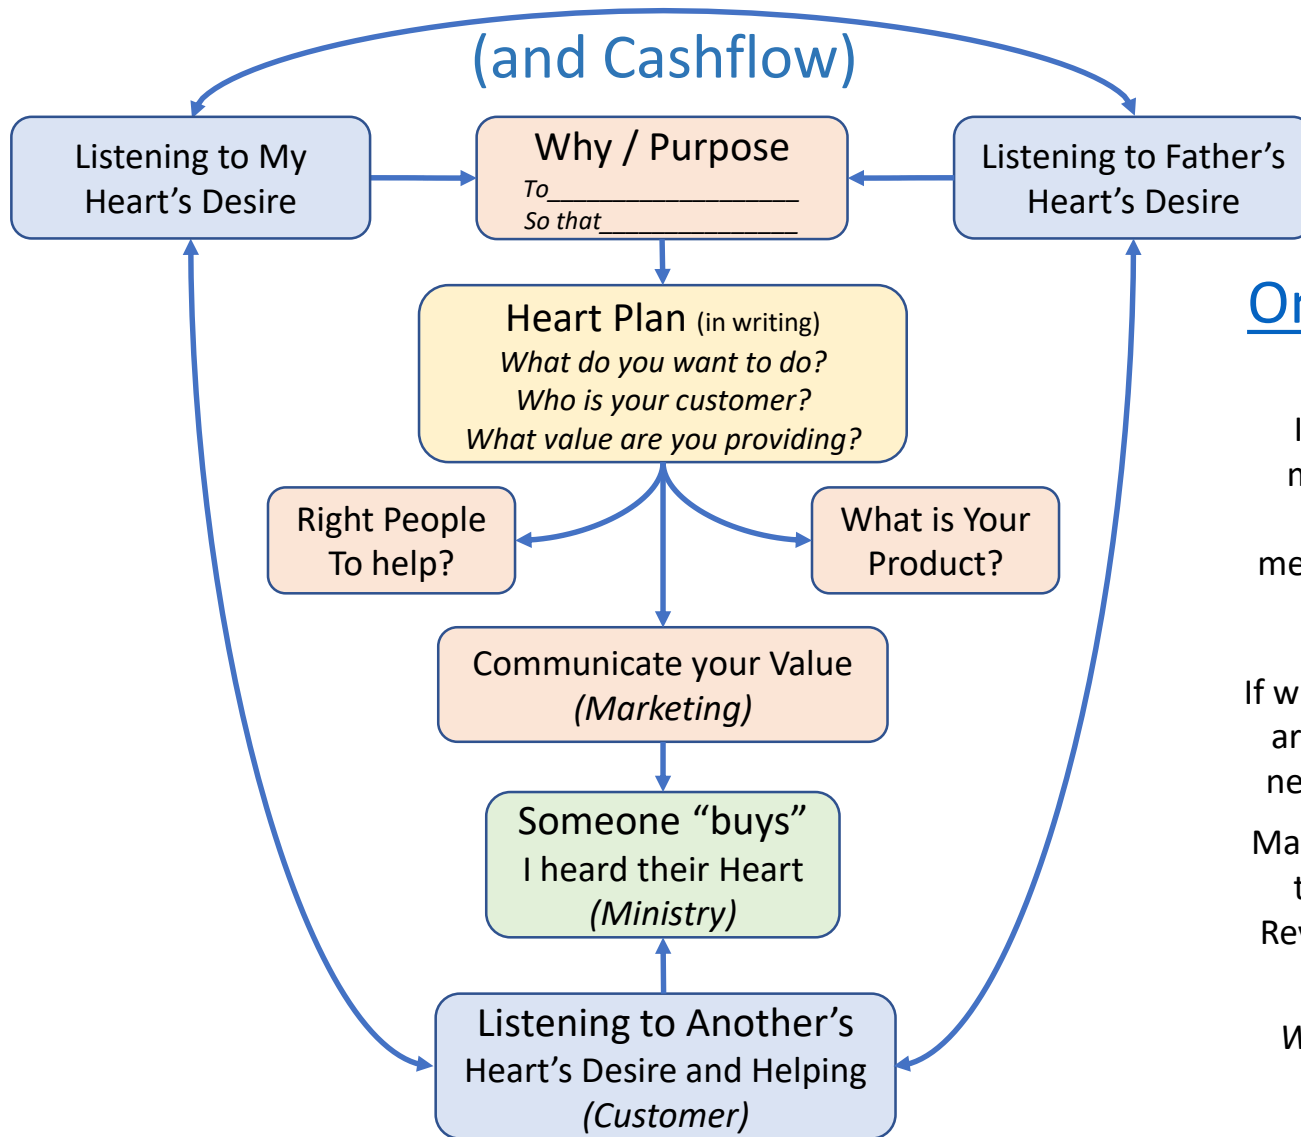 (and Cashflow)
Listening to My
Heart’s Desire
Why / Purpose
To___________________
So that_______________
Listening to Father’s
Heart’s Desire
Heart Plan (in writing)
What do you want to do?
Who is your customer?
What value are you providing?
Right People
To help?
What is Your
Product?
Communicate your Value
(Marketing)
Someone “buys”
I heard their Heart
(Ministry)
Listening to Another’s
Heart’s Desire and Helping
(Customer)
If